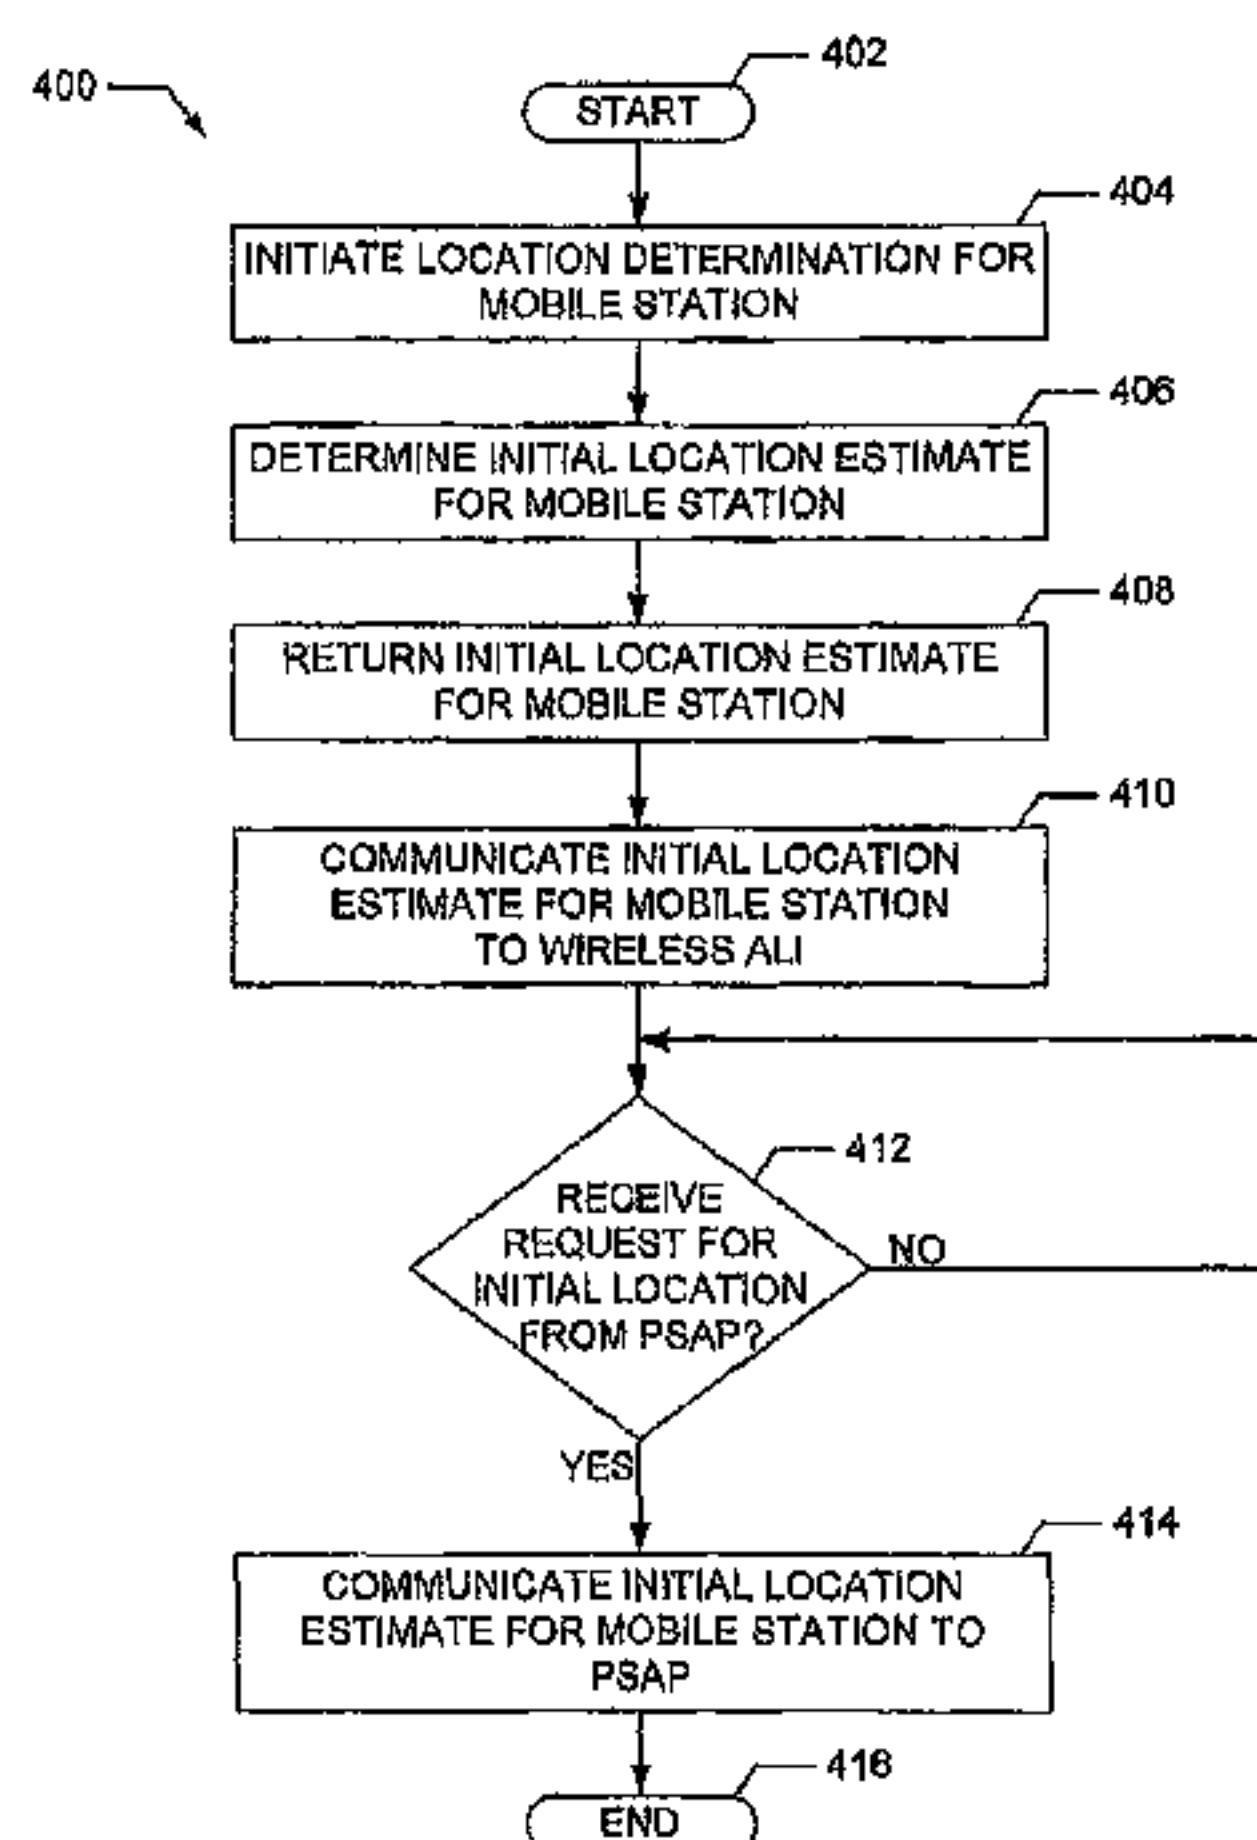 402
400
START
404
INITIATE LOCATION DETERMINATION FOR
MOBILE STATION
406
DETERMINE INITIAL LOCATION ESTIMATE
FOR MOBILE STATION
408
RETURN INITIAL LOCATION ESTIMATE
FOR MOBILE STATION
410
COMMUNICATE INITIAL LOCATION
ESTIMATE FOR MOBILE STATION
TO WIRELESS ALI
412
RECEIVE
REQUEST FOR
INITIAL LOCATION
FROM PSAP?
NO
YES
414
COMMUNICATE INITIAL LOCATION
ESTIMATE FOR MOBILE STATION TO
PSAP
416
END